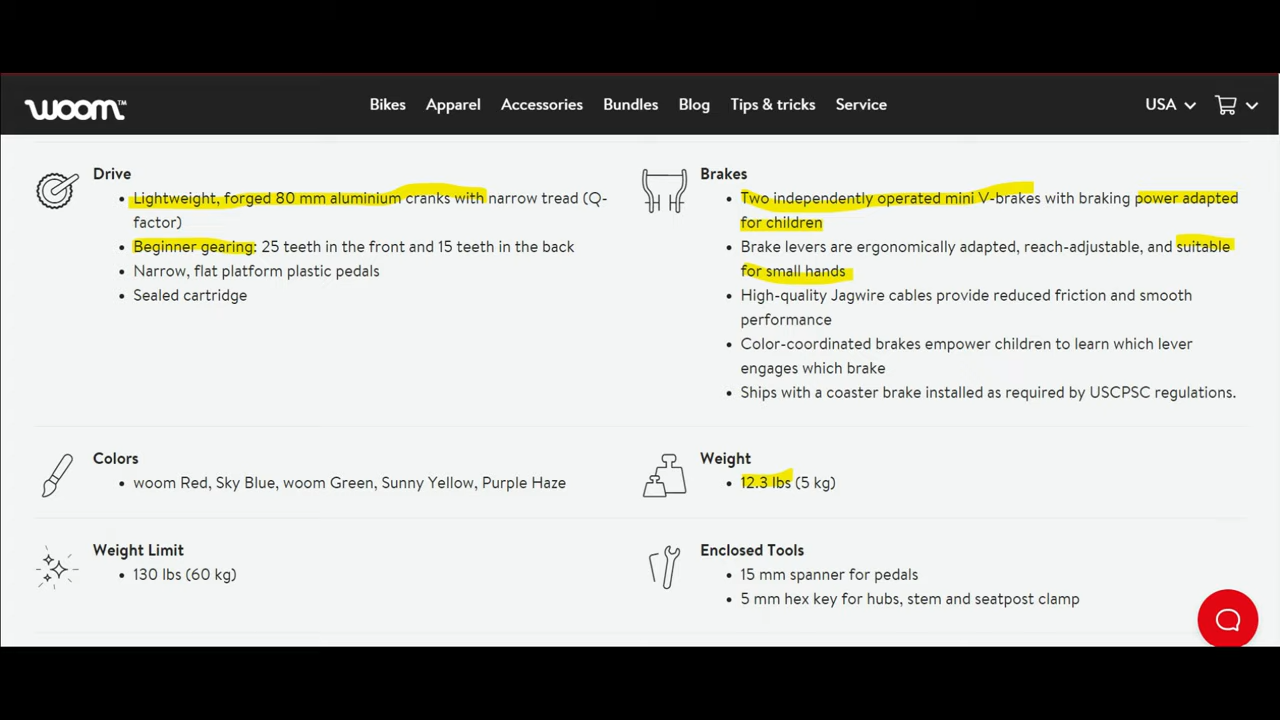 woom™ Bikes Apparel Accessories Bundles Blog Tips & tricks Service USA
Drive
• Lightweight, forged 80 mm aluminium cranks with narrow tread (Q-
factor)
• Beginner gearing: 25 teeth in the front and 15 teeth in the back
• Narrow, flat platform plastic pedals
• Sealed cartridge
Brakes
• Two independently operated mini V-brakes with braking power adapted
for children
• Brake levers are ergonomically adapted, reach-adjustable, and suitable
for small hands
• High-quality Jagwire cables provide reduced friction and smooth
performance
• Color-coordinated brakes empower children to learn which lever
engages which brake
• Ships with a coaster brake installed as required by USCPSC regulations.
Colors
• woom Red, Sky Blue, woom Green, Sunny Yellow, Purple Haze
Weight
• 12.3 lbs (5 kg)
Weight Limit
• 130 lbs (60 kg)
Enclosed Tools
• 15 mm spanner for pedals
• 5 mm hex key for hubs, stem and seatpost clamp